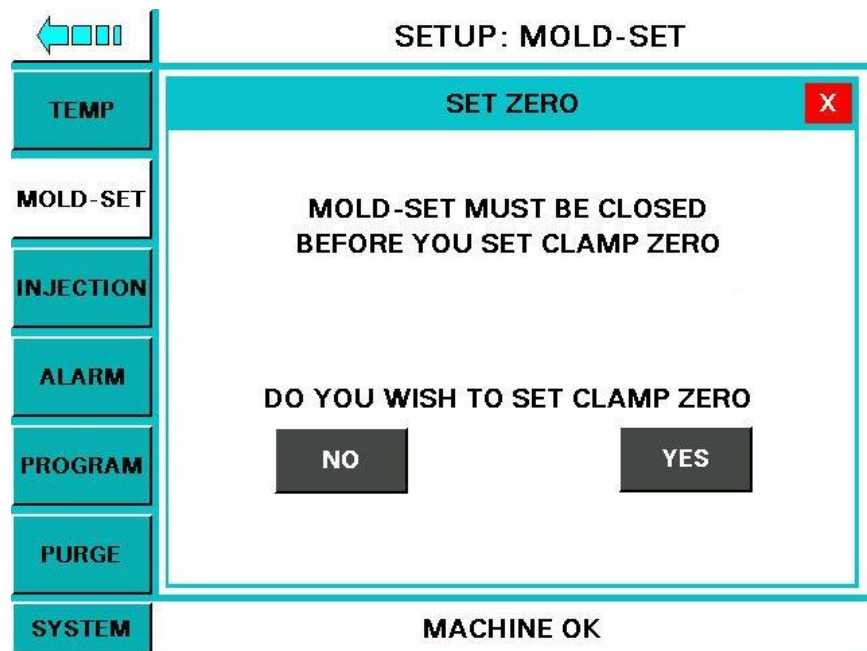 SETUP: MOLD-SET
TEMP
MOLD-SET
INJECTION
ALARM
PROGRAM
PURGE
SYSTEM
SET ZERO
X
MOLD-SET MUST BE CLOSED
BEFORE YOU SET CLAMP ZERO
DO YOU WISH TO SET CLAMP ZERO
NO
YES
MACHINE OK